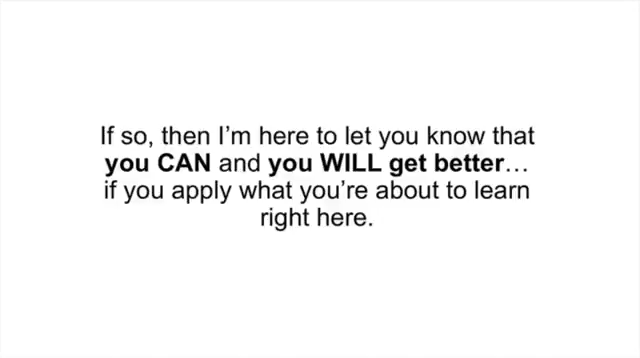 If so, then I’m here to let you know that
you CAN and you WILL get better…
if you apply what you’re about to learn
right here.